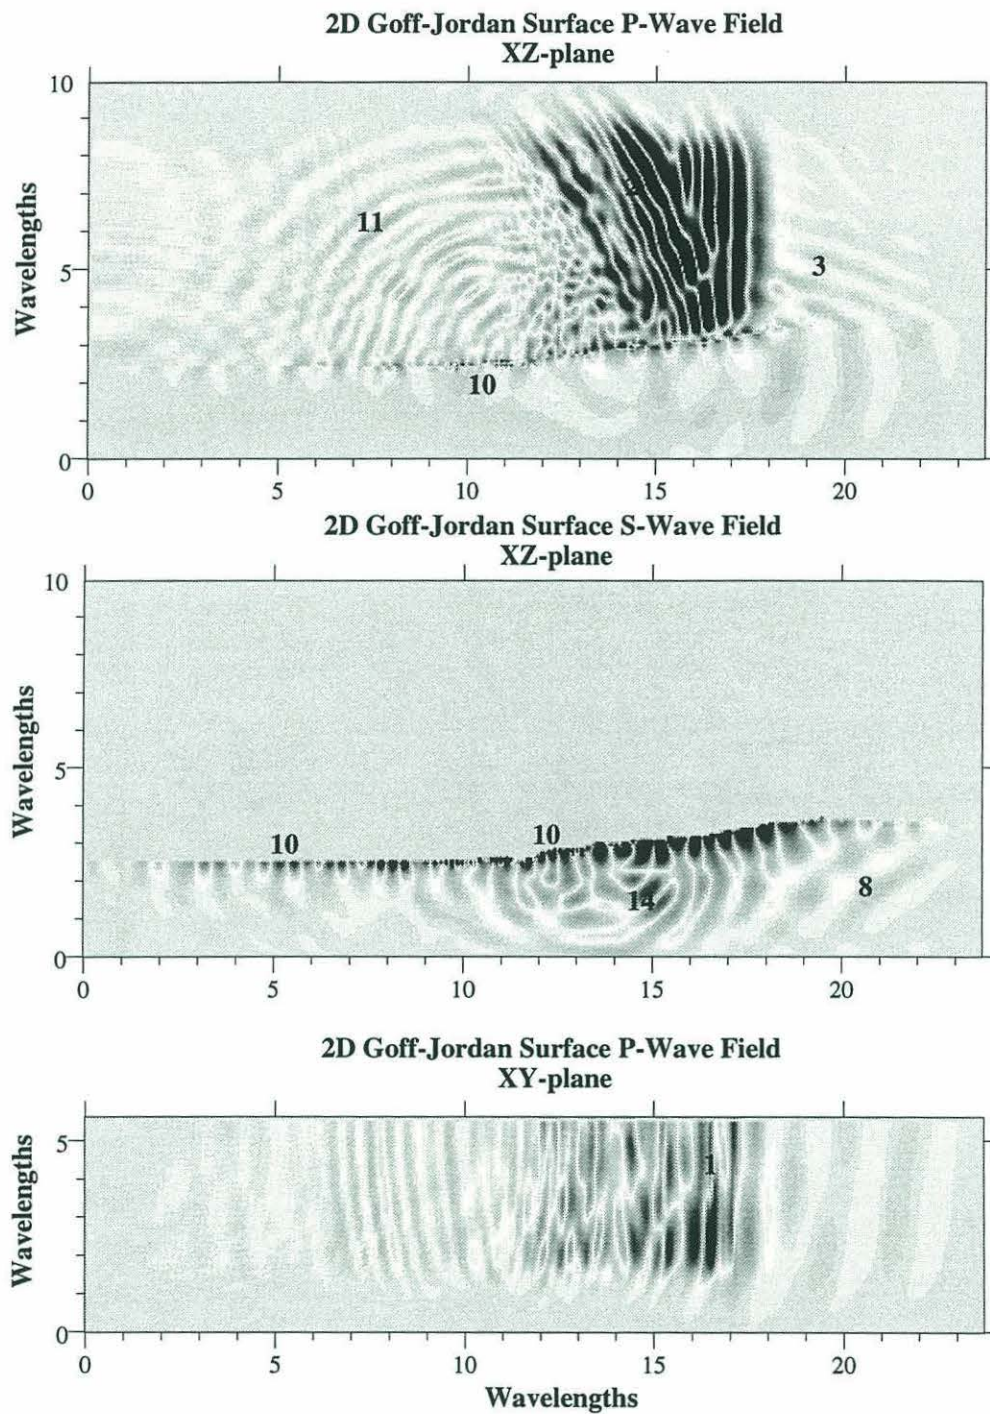 2D Goff-Jordan Surface P-Wave Field
XZ-plane
10
5
0
Wavelengths
11
3
10
0 5 10 15 20
2D Goff-Jordan Surface S-Wave Field
XZ-plane
10
5
0
Wavelengths
10 10
8
14
0 5 10 15 20
2D Goff-Jordan Surface P-Wave Field
XY-plane
5
0
Wavelengths
1
0 5 10 15 20
Wavelengths